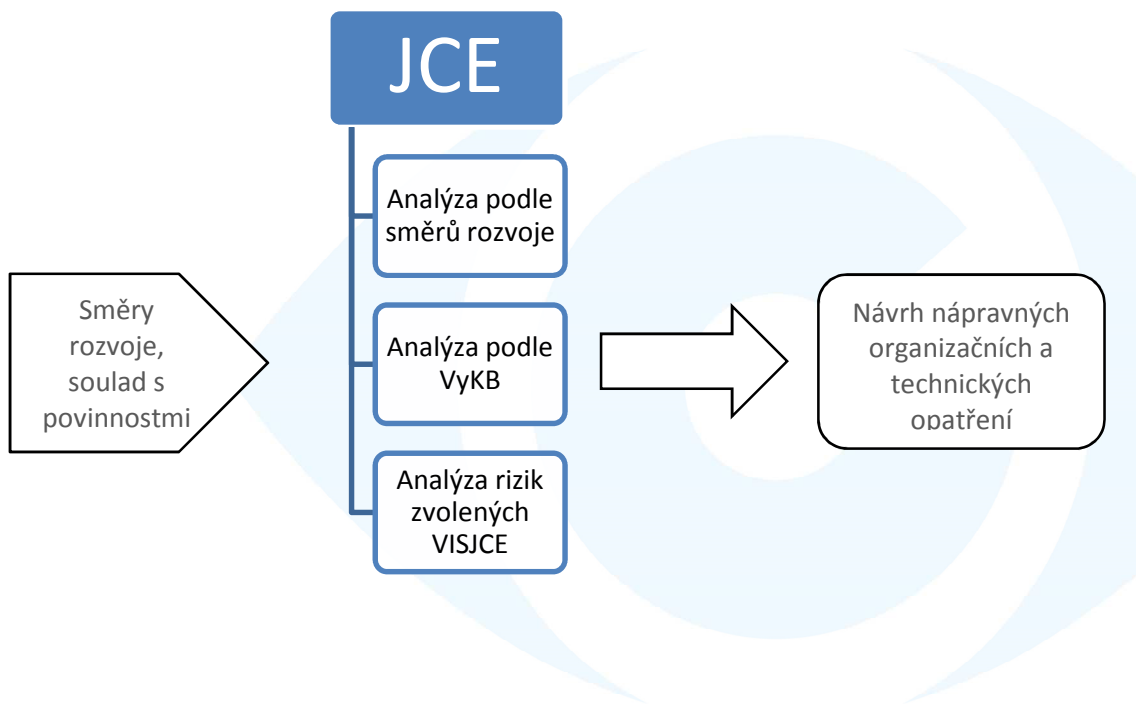 JCE
Analýza podle
směrů rozvoje
Směry
rozvoje,
soulad s
povinnostmi
Analýza podle
VyKB
Návrh nápravných
organizačních a
technických
opatření
Analýza rizik
zvolených
VISJCE